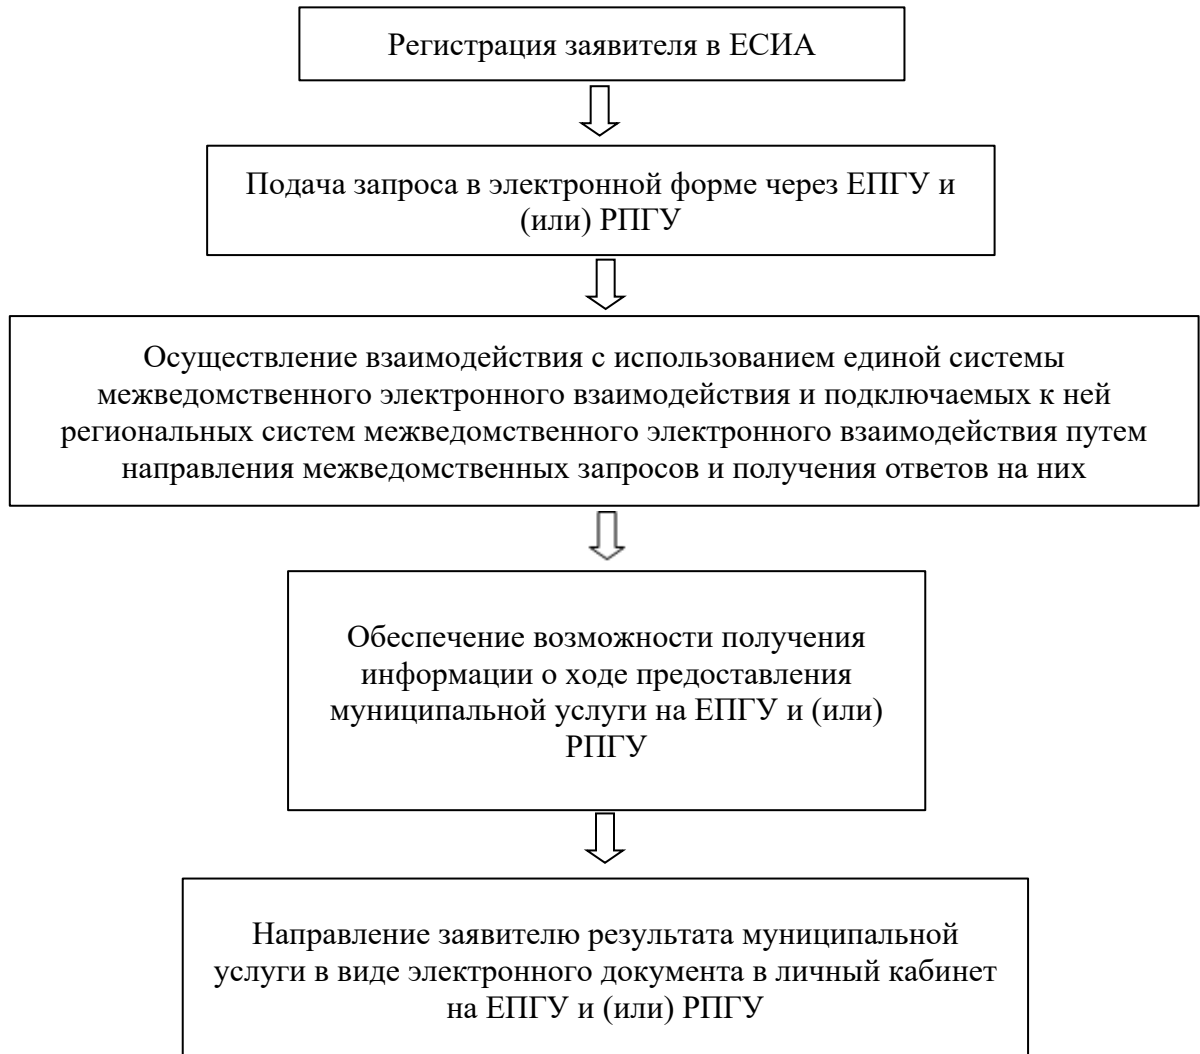 Регистрация заявителя в ЕСИА
Подача запроса в электронной форме через ЕПГУ и
(или) РПГУ
Осуществление взаимодействия с использованием единой системы
межведомственного электронного взаимодействия и подключаемых к ней
региональных систем межведомственного электронного взаимодействия путем
направления межведомственных запросов и получения ответов на них
Обеспечение возможности получения
информации о ходе предоставления
муниципальной услуги на ЕПГУ и (или)
РПГУ
Направление заявителю результата муниципальной
услуги в виде электронного документа в личный кабинет
на ЕПГУ и (или) РПГУ